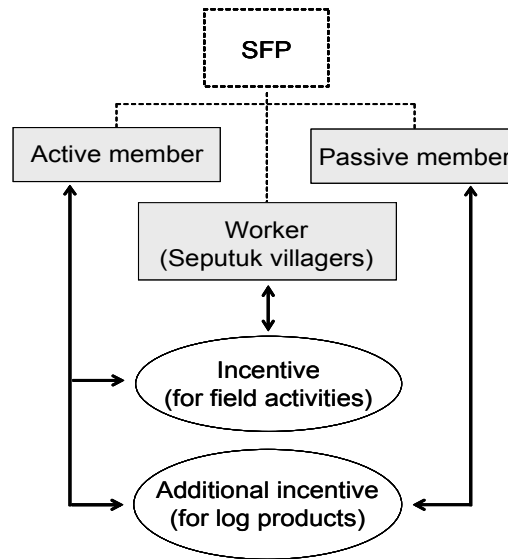 SFP
Active member
Passive member
Worker
(Seputuk villagers)
Incentive
(for field activities)
Additional incentive
(for log products)